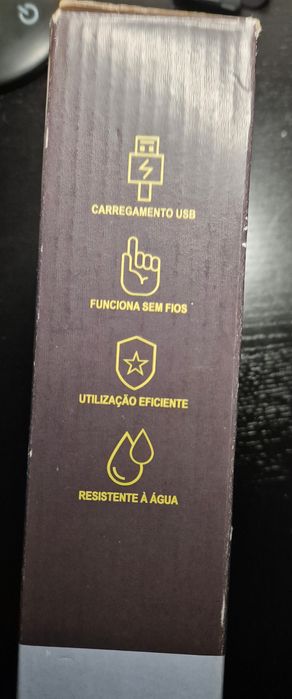 CARREGAMENTO USB
FUNCIONA SEM FIOS
UTILIZAÇÃO EFICIENTE
RESISTENTE À ÁGUA